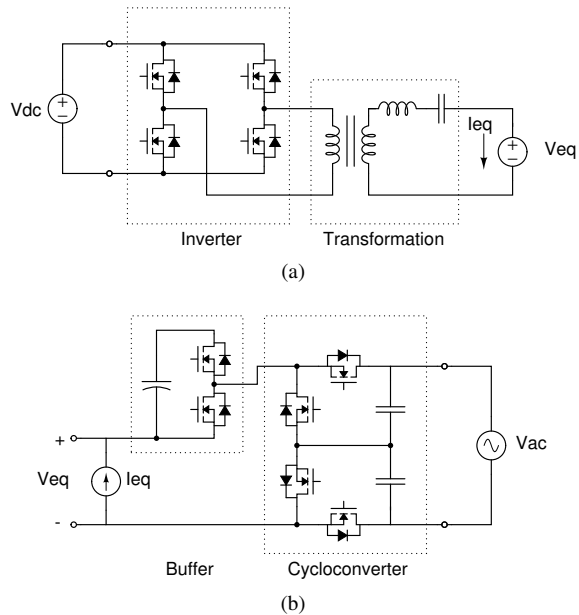 Vdc
+
−
Ieq
+
−
Veq
Inverter
Transformation
(a)
+
Veq
Ieq
Vac
-
Buffer
Cycloconverter
(b)